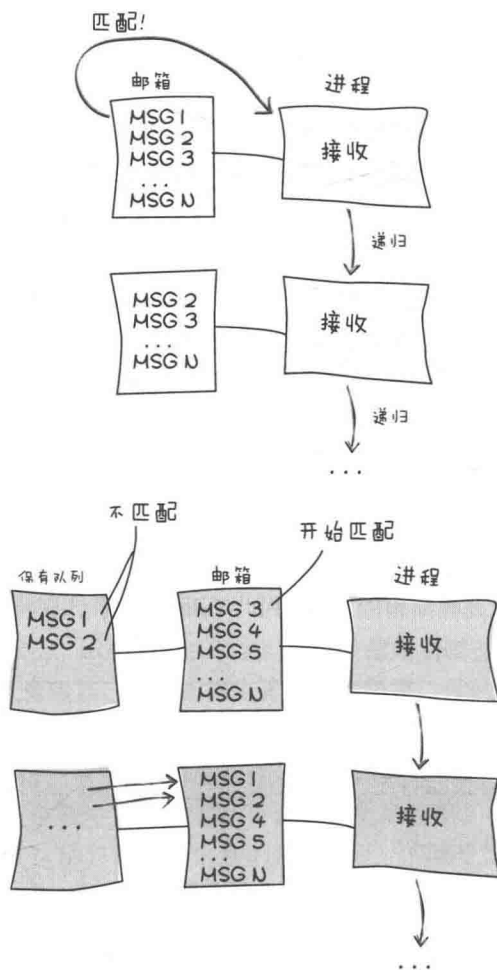 匹配!
邮箱
进程
MSG 1
MSG 2
MSG 3
...
MSG N
接收
递归
MSG 2
MSG 3
...
MSG N
接收
递归
...
不匹配
开始匹配
保有队列
邮箱
进程
MSG 1
MSG 2
MSG 3
MSG 4
MSG 5
...
MSG N
接收
...
MSG 1
MSG 2
MSG 4
MSG 5
...
MSG N
接收
...